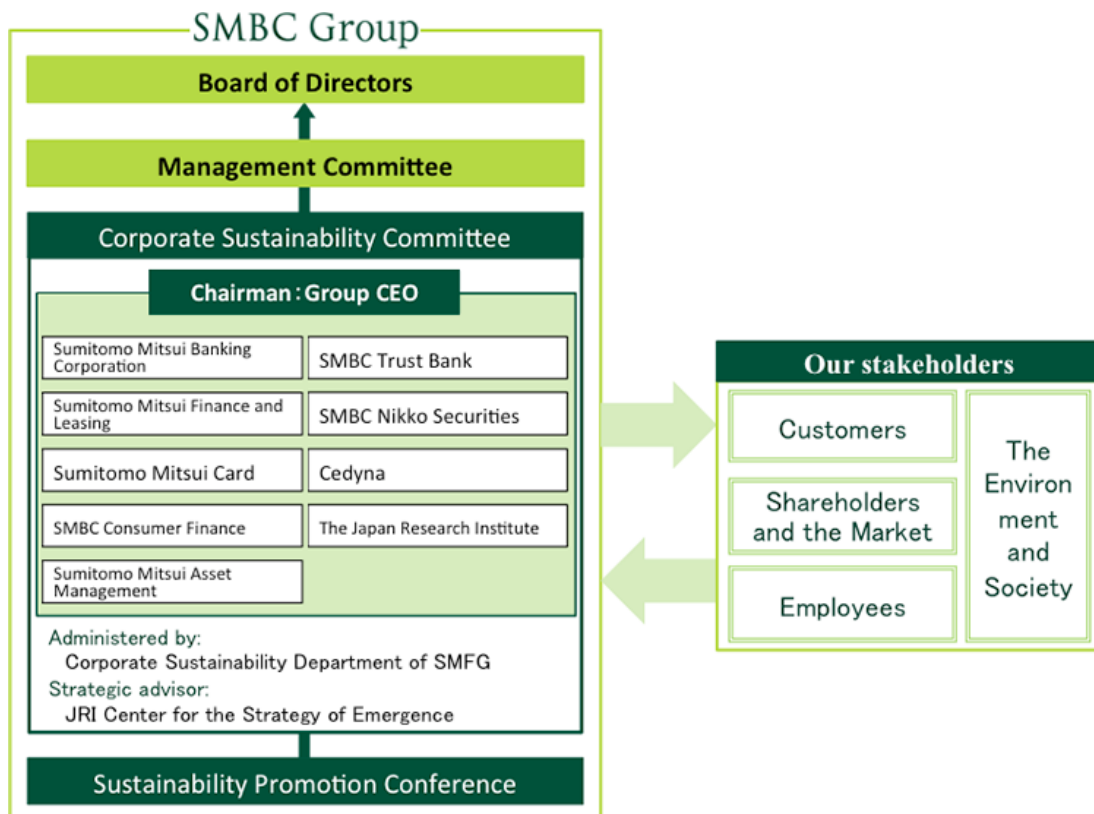 SMBC Group
Board of Directors
Management Committee
Corporate Sustainability Committee
Chairman:Group CEO
Sumitomo Mitsui Banking
Corporation
SMBC Trust Bank
Sumitomo Mitsui Finance and
Leasing
SMBC Nikko Securities
Sumitomo Mitsui Card
Cedyna
SMBC Consumer Finance
The Japan Research Institute
Sumitomo Mitsui Asset
Management
Administered by:
Corporate Sustainability Department of SMFG
Strategic advisor:
JRI Center for the Strategy of Emergence
Sustainability Promotion Conference
Our stakeholders
Customers
Shareholders
and the Market
Employees
The
Environ
ment
and
Society